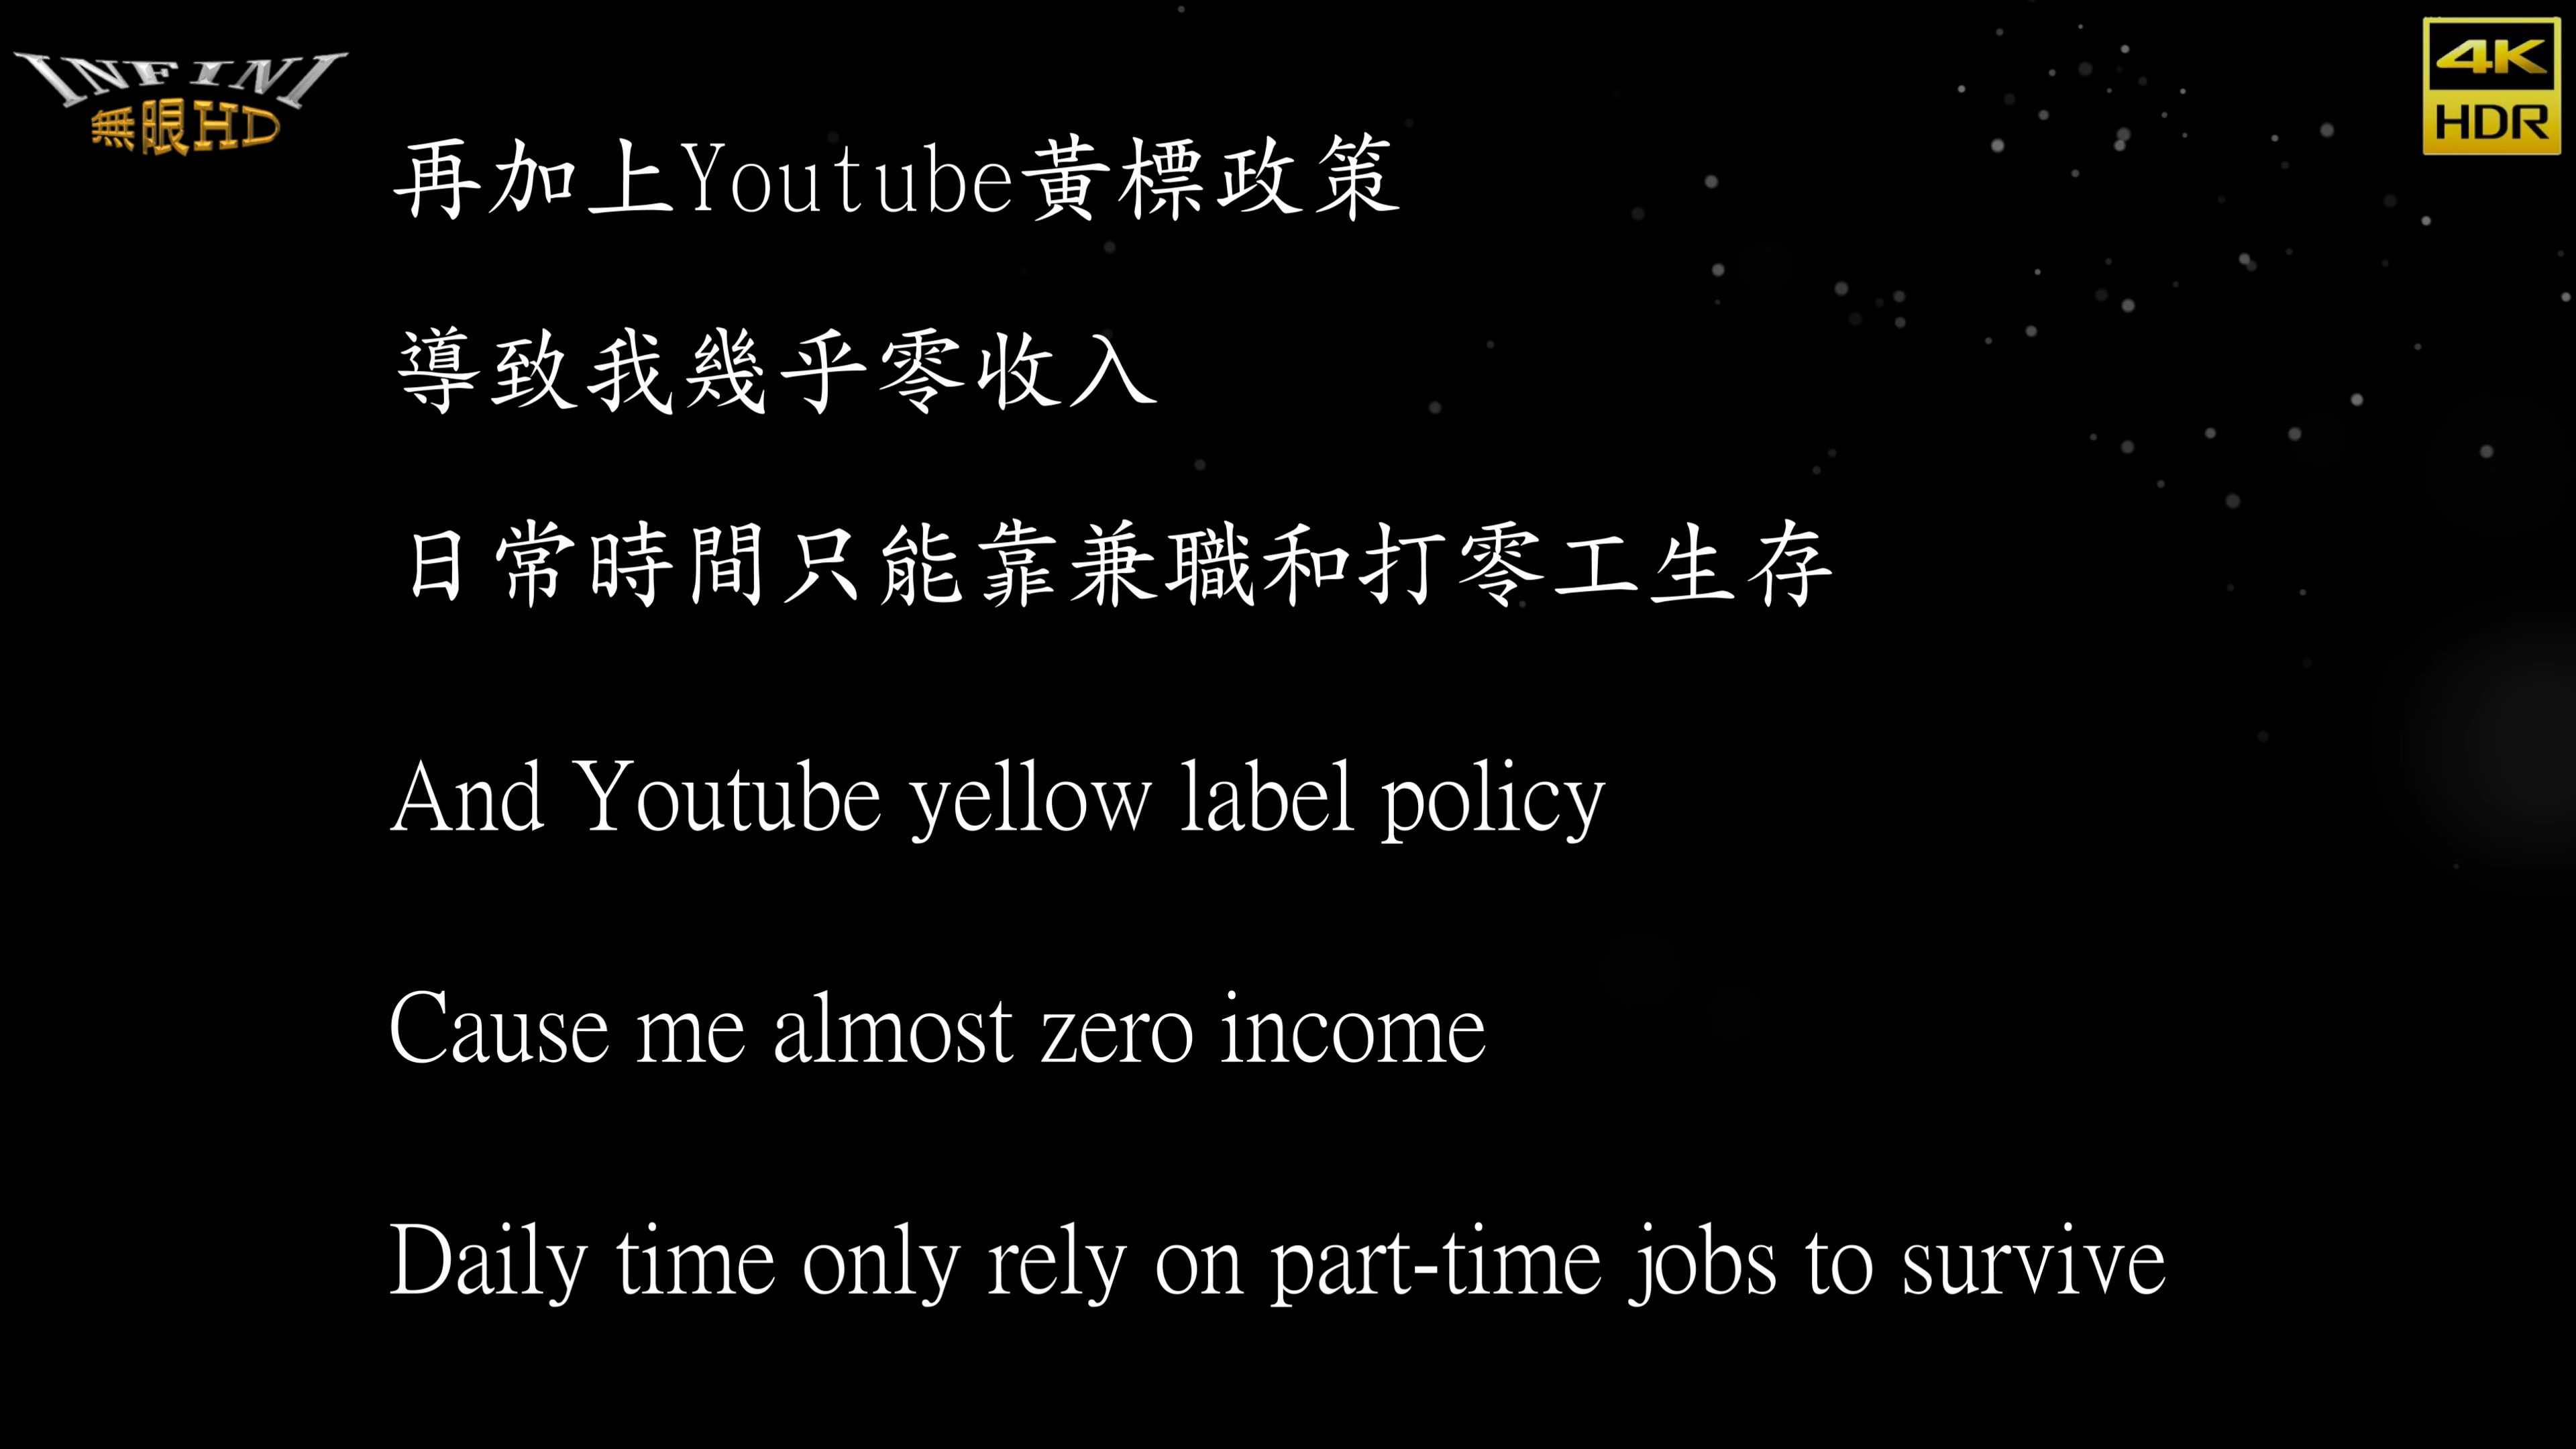 INFINI
無限HD
4K
HDR
再加上Youtube黃標政策
導致我幾乎零收入
日常時間只能靠兼職和打零工生存
And Youtube yellow label policy
Cause me almost zero income
Daily time only rely on part-time jobs to survive